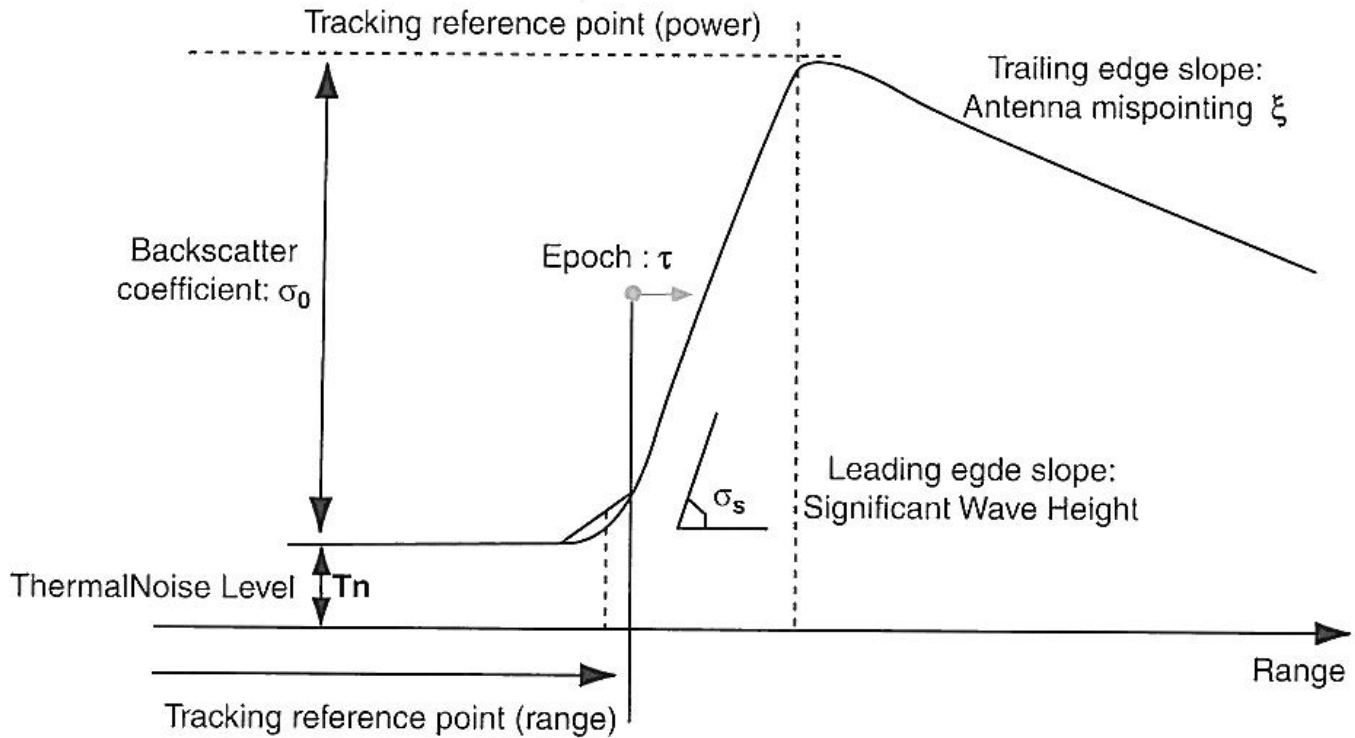 Tracking reference point (power)
Trailing edge slope:
Antenna mispointing ξ
Backscatter
coefficient: σ0
Epoch : τ
σs
Leading egde slope:
Significant Wave Height
ThermalNoise Level
Tn
Range
Tracking reference point (range)